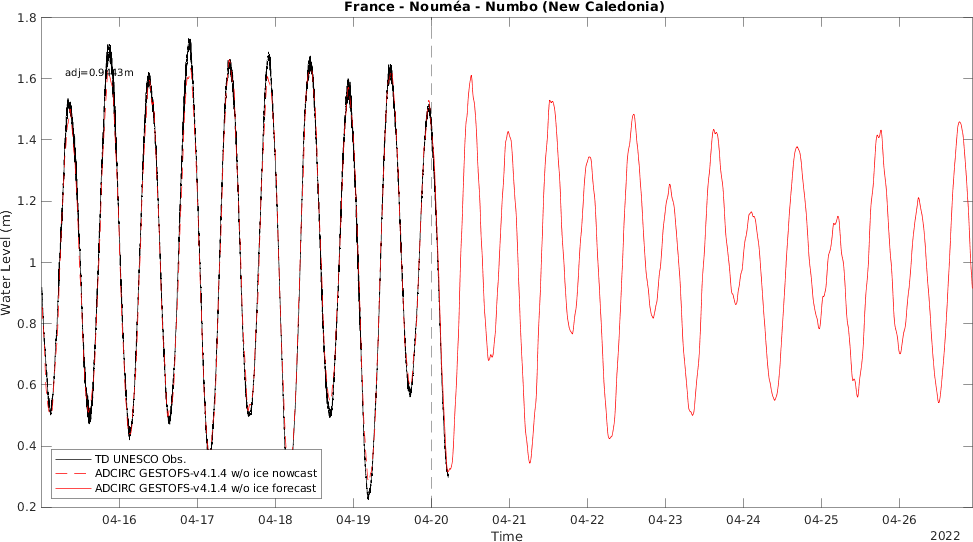 France - Nouméa - Numbo (New Caledonia)
1.8
1.6
1.4
1.2
1
0.8
0.6
0.4
0.2
Water Level (m)
adj=0.9443m
TD UNESCO Obs.
ADCIRC GESTOFS-v4.1.4 w/o ice nowcast
ADCIRC GESTOFS-v4.1.4 w/o ice forecast
04-16 04-17 04-18 04-19 04-20 04-21 04-22 04-23 04-24 04-25 04-26
Time
2022